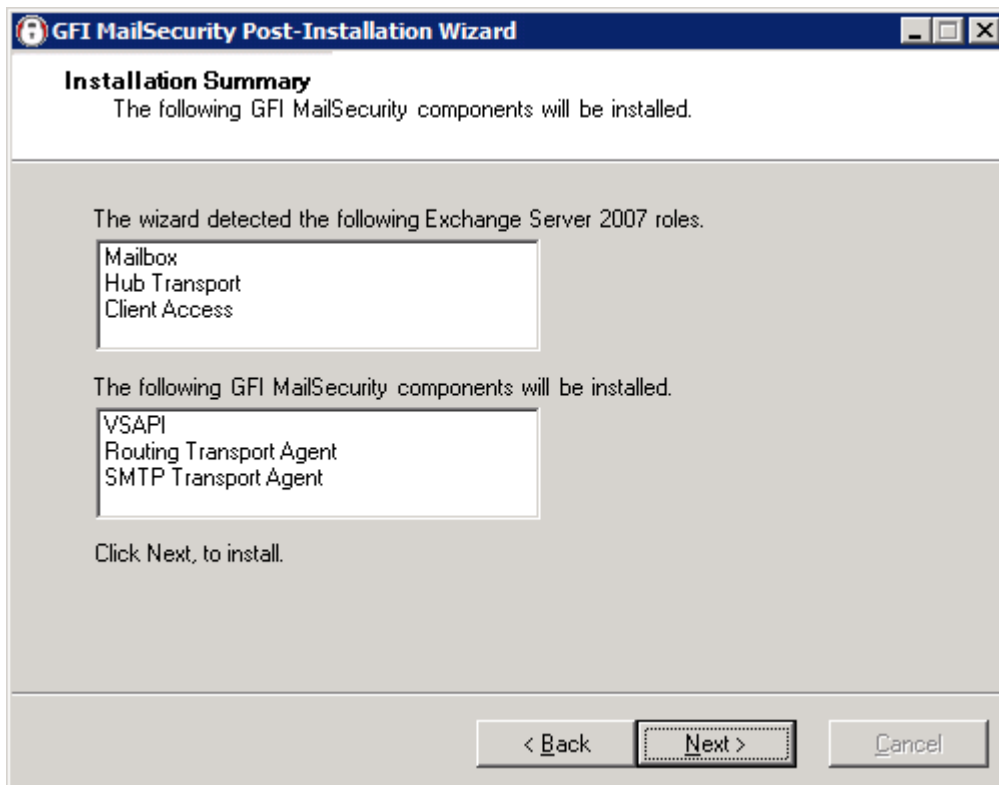 GFI MailSecurity Post-Installation Wizard
Installation Summary
The following GFI MailSecurity components will be installed.
The wizard detected the following Exchange Server 2007 roles.
Mailbox
Hub Transport
Client Access
The following GFI MailSecurity components will be installed.
VSAPI
Routing Transport Agent
SMTP Transport Agent
Click Next, to install.
< Back
Next >
Cancel